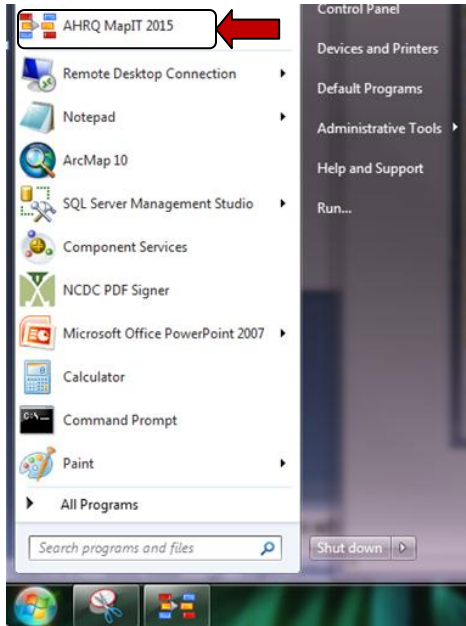 AHRQ MapIT 2015
Remote Desktop Connection
Notepad
ArcMap 10
SQL Server Management Studio
Component Services
NCDC PDF Signer
Microsoft Office PowerPoint 2007
Calculator
C:\
Command Prompt
Paint
All Programs
Search programs and files
Control Panel
Devices and Printers
Default Programs
Administrative Tools
Help and Support
Run...
Shut down